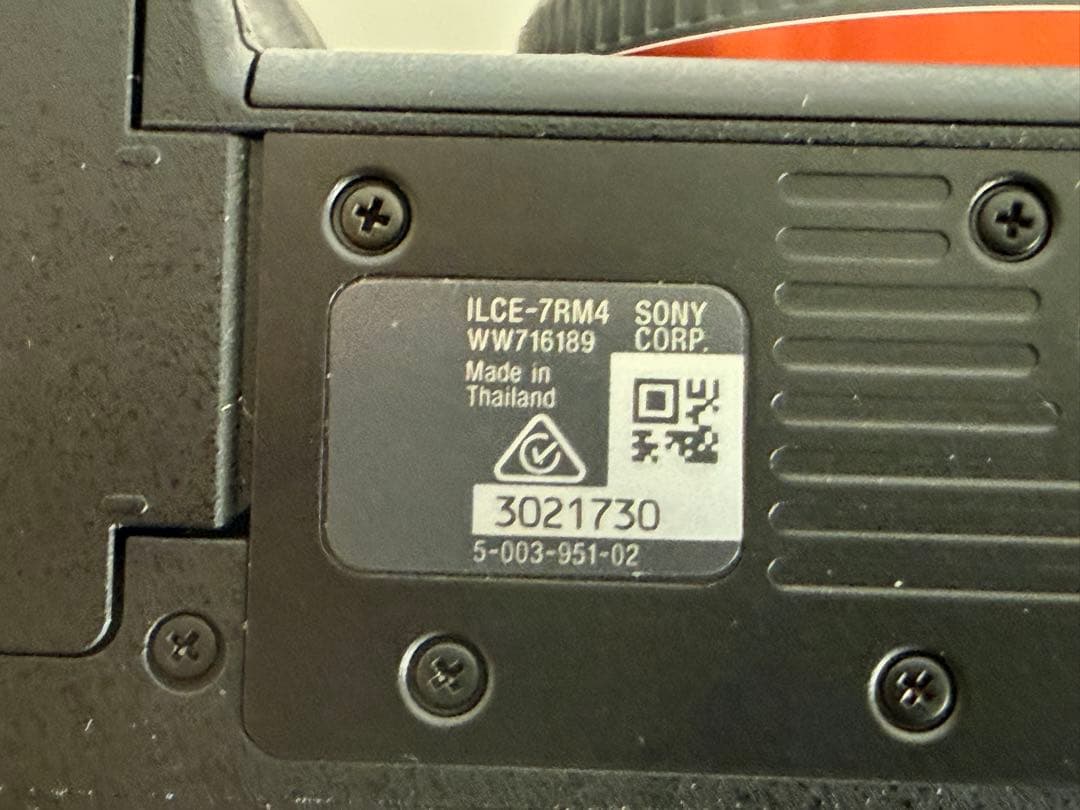 ILCE-7RM4
WW716189
SONY
CORP.
Made in
Thailand
3021730
5-003-951-02